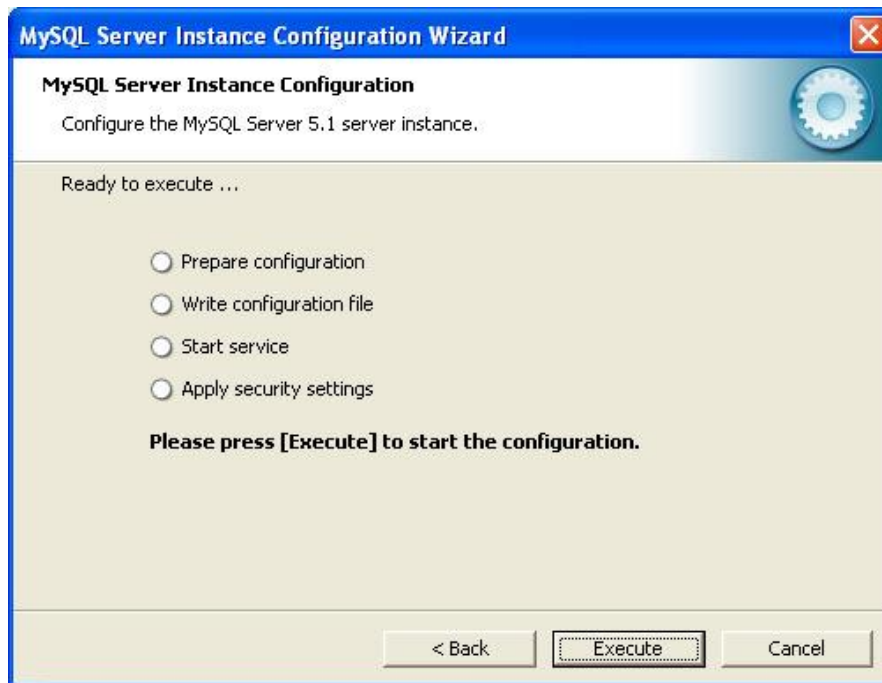 MySQL Server Instance Configuration Wizard
MySQL Server Instance Configuration
Configure the MySQL Server 5.1 server instance.
Ready to execute ...
Prepare configuration
Write configuration file
Start service
Apply security settings
Please press [Execute] to start the configuration.
< Back Execute Cancel